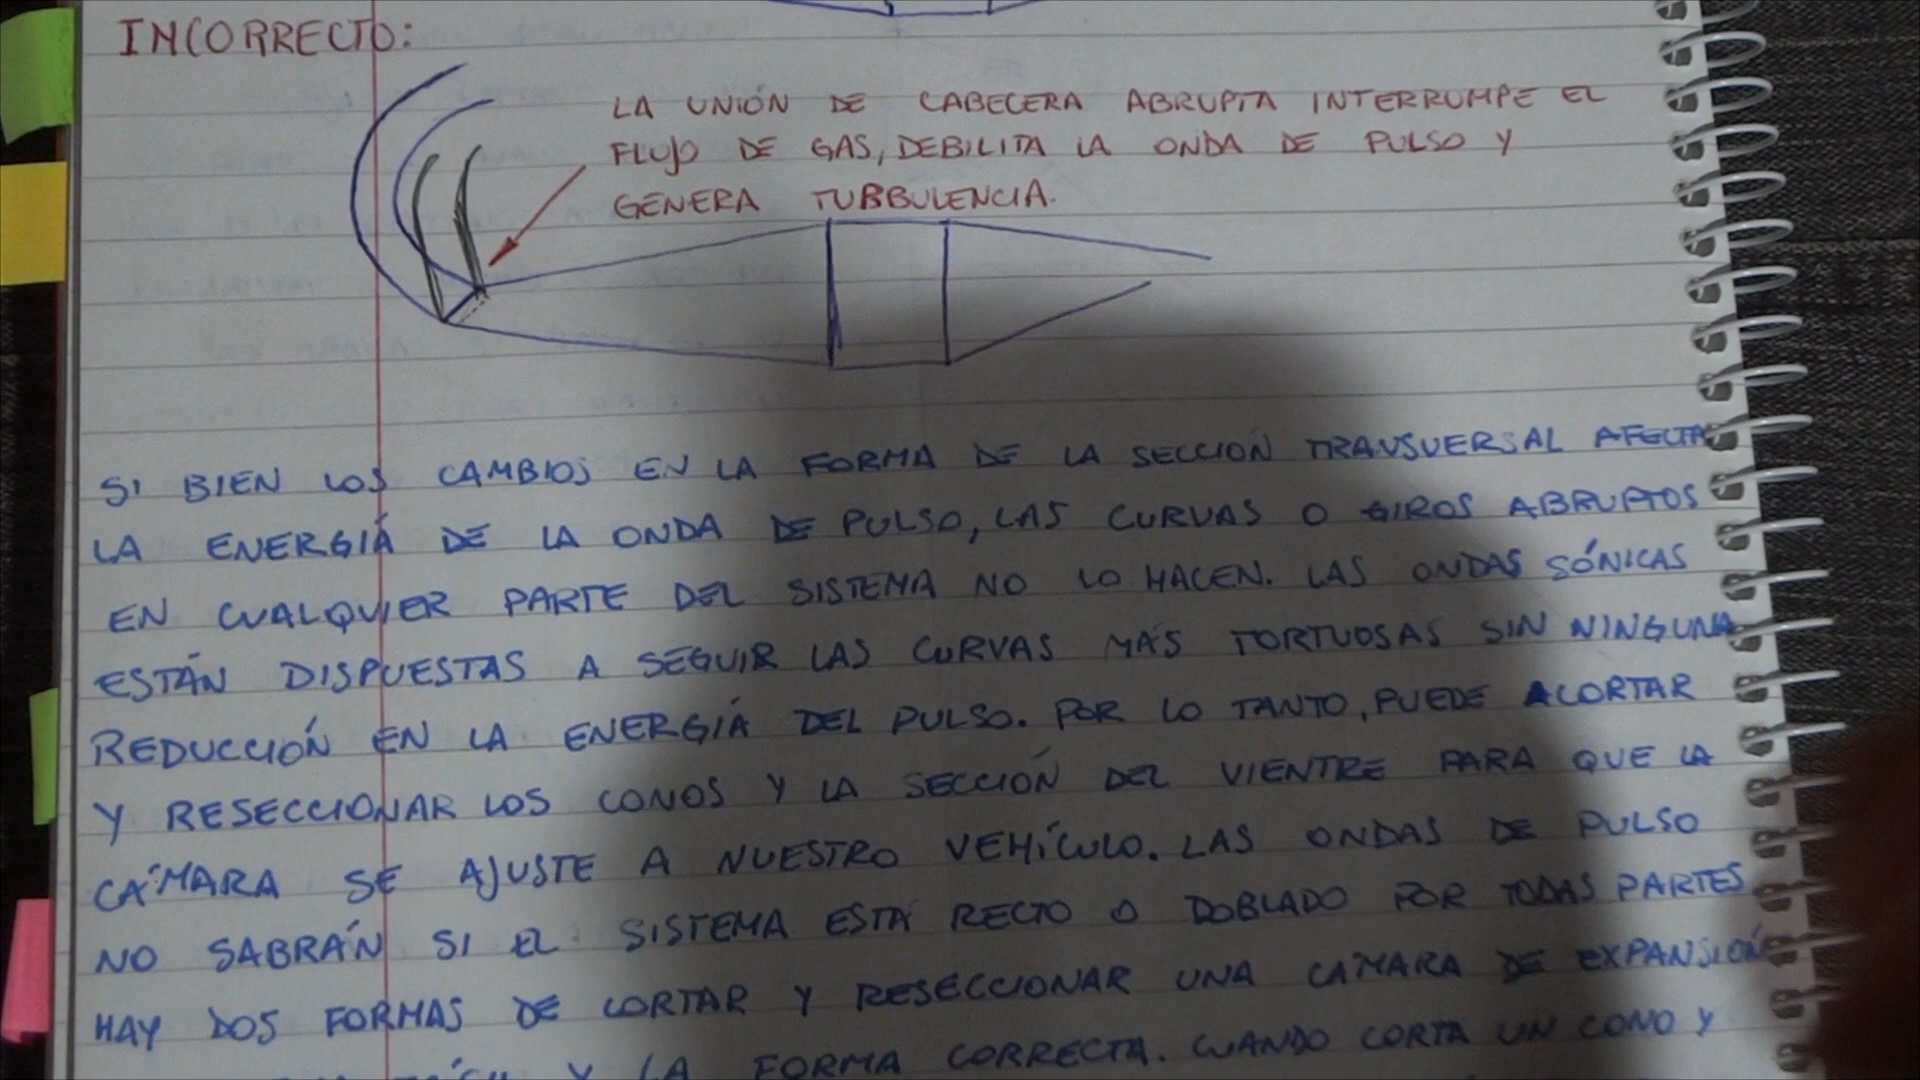 INCORRECTO:
LA UNIÓN DE CABECERA ABRUPTA INTERRUMPE EL
FLUJO DE GAS, DEBILITA LA ONDA DE PULSO Y
GENERA TURBULENCIA.
SI BIEN LOS CAMBIOS EN LA FORMA DE LA SECCIÓN TRANSVERSAL AFECTA
LA ENERGIÁ DE LA ONDA DE PULSO, LAS CURVAS O GIROS ABRUPTOS
EN CUALQUIER PARTE DEL SISTEMA NO LO HACEN. LAS ONDAS SÓNICAS
ESTÁN DISPUESTAS A SEGUIR LAS CURVAS MÁS TORTUOSAS SIN NINGUNA
REDUCCIÓN EN LA ENERGIÁ DEL PULSO. POR LO TANTO, PUEDE ACORTAR
Y RESECCIONAR LOS CONOS Y LA SECCIÓN DEL VIENTRE PARA QUE LA
CÁMARA SE AJUSTE A NUESTRO VEHÍCULO. LAS ONDAS DE PULSO
NO SABRÁN SI EL SISTEMA ESTÁ RECTO O DOBLADO POR TODAS PARTES
HAY DOS FORMAS DE CORTAR Y RESECCIONAR UNA CÁMARA DE EXPANSIÓN
Y LA FORMA CORRECTA. CUANDO CORTA UN CONO Y